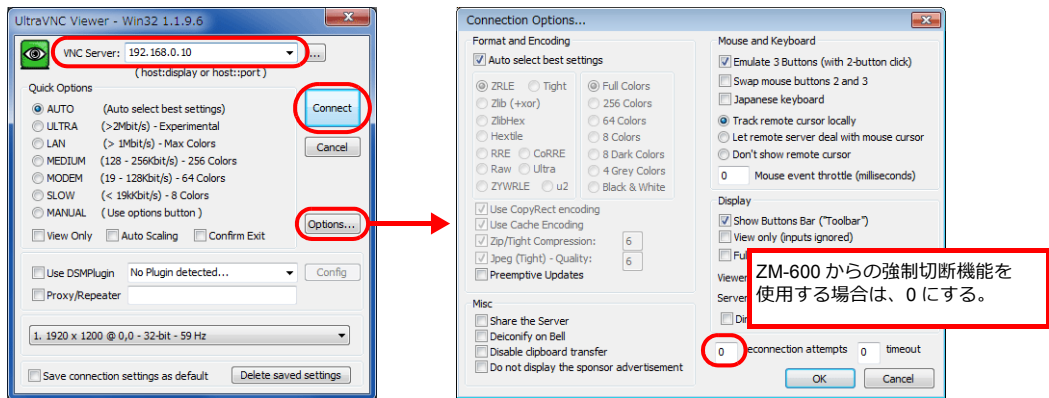 UltraVNC Viewer - Win32 1.1.9.6
VNC Server: 192.168.0.10 ...
( host:display or host::port )
Quick Options
AUTO (Auto select best settings)
ULTRA (>2Mbit/s) - Experimental
LAN (> 1Mbit/s) - Max Colors
MEDIUM (128 - 256Kbit/s) - 256 Colors
MODEM (19 - 128Kbit/s) - 64 Colors
SLOW (< 19kKbit/s) - 8 Colors
MANUAL (Use options button )
View Only Auto Scaling Confirm Exit
Connect
Cancel
Options...
Use DSMPlugin No Plugin detected... Config
Proxy/Repeater
1. 1920 x 1200 @ 0,0 - 32-bit - 59 Hz
Save connection settings as default Delete saved settings
Connection Options...
Format and Encoding
Auto select best settings
ZRLE Tight Full Colors
Zlib (+xor) 256 Colors
ZlibHex 64 Colors
Hextile 8 Colors
RRE CoRRE 8 Dark Colors
Raw Ultra 4 Grey Colors
ZYWRLE u2 Black & White
Use CopyRect encoding
Use Cache Encoding
Zip/Tight Compression: 6
Jpeg (Tight) - Quality: 6
Preemptive Updates
Misc
Share the Server
Deiconify on Bell
Disable clipboard transfer
Do not display the sponsor advertisement
Mouse and Keyboard
Emulate 3 Buttons (with 2-button click)
Swap mouse buttons 2 and 3
Japanese keyboard
Track remote cursor locally
Let remote server deal with mouse cursor
Don't show remote cursor
0 Mouse event throttle (milliseconds)
Display
Show Buttons Bar ("Toolbar")
View only (inputs ignored)
Viewer
Server
ZM-600 からの強制切断機能を
使用する場合は、0 にする。
0 econnection attempts 0 timeout
OK Cancel